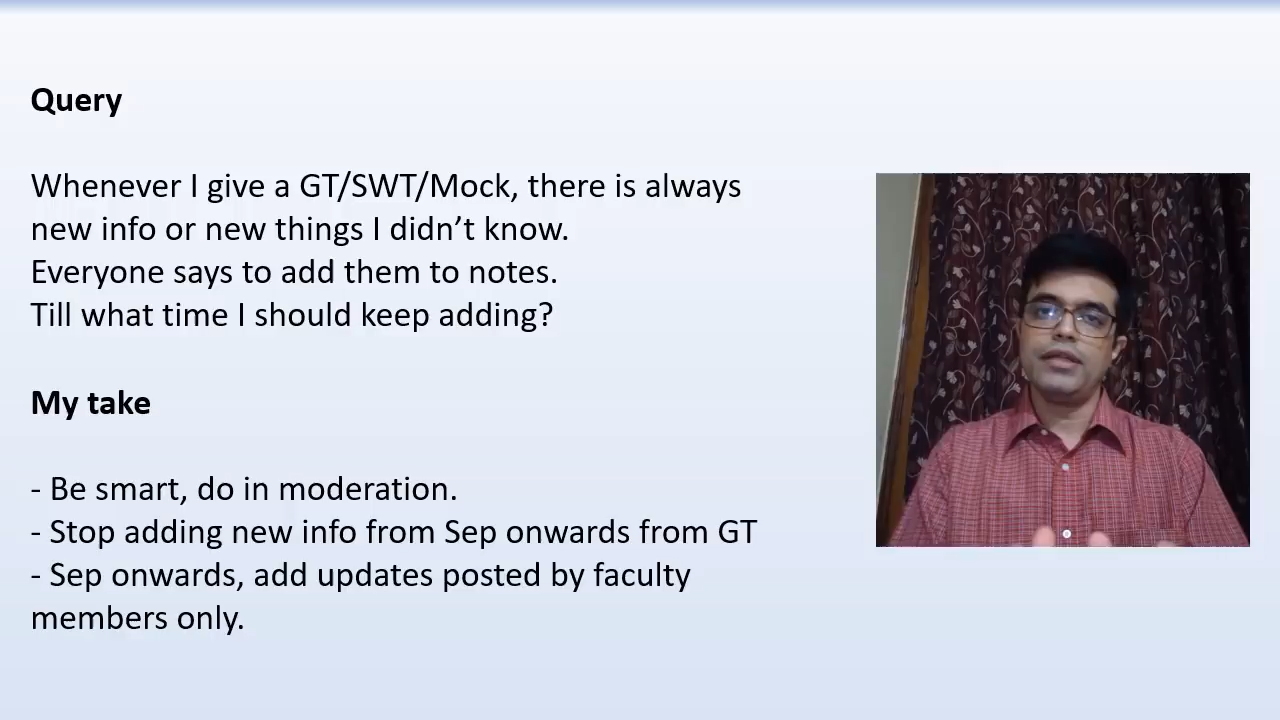 Query
Whenever I give a GT/SWT/Mock, there is always
new info or new things I didn’t know.
Everyone says to add them to notes.
Till what time I should keep adding?
My take
- Be smart, do in moderation.
- Stop adding new info from Sep onwards from GT
- Sep onwards, add updates posted by faculty
members only.